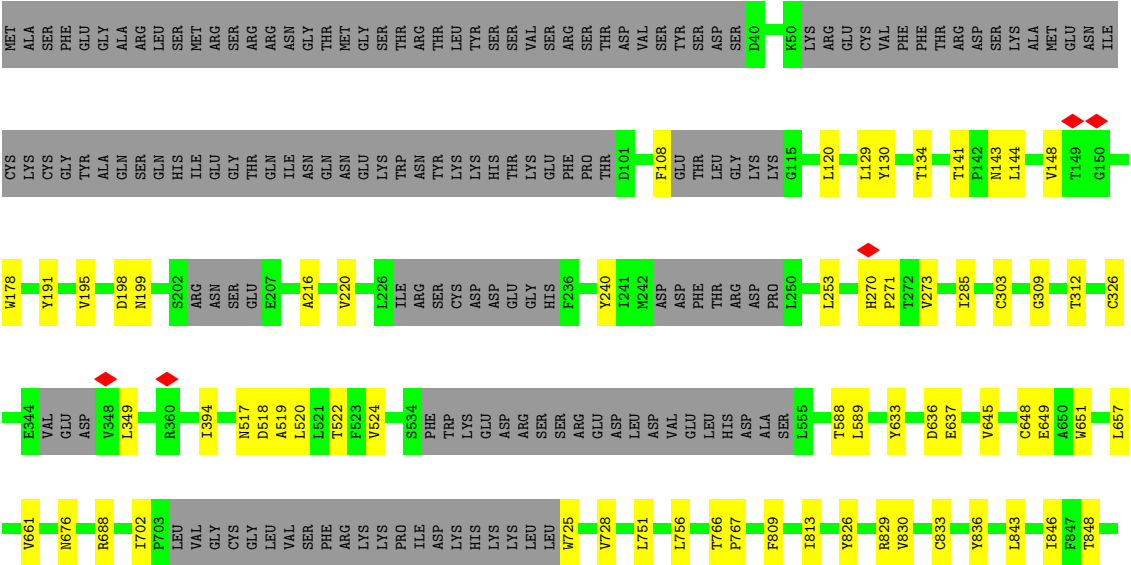 MET ALA SER PHE GLU GLY ALA ARG LEU SER MET ARG SER ARG ARG ASN GLY THR MET GLY SER THR ARG THR LEU TYR SER SER VAL SER ARG SER THR ASP VAL SER TYR SER ASP SER D40 K50 LYS ARG GLU CYS VAL PHE PHE THR ARG ASP SER LYS ALA MET GLU ASN ILE
CYS LYS CYS GLY TYR ALA GLN SER GLN HIS ILE GLU GLY THR GLN ILE ASN GLN ASN GLU LYS TRP ASN TYR LYS LYS HIS THR LYS GLU PHE PRO THR D101 F108 GLU THR LEU GLY LYS LYS G115 L120 L129 Y130 T134 T141 P142 N143 L144 V148 T149 G150
W178 Y191 V195 D198 N199 S202 ARG ASN SER GLU E207 A216 V220 L226 ILE ARG SER CYS ASP ASP GLU GLY HIS F236 Y240 I241 M242 ASP ASP PHE THR ARG ASP PRO L250 L253 H270 P271 T272 V273 I285 C303 G309 T312 C326
E344 VAL GLU ASP V348 L349 R360 I394 N517 D518 A519 L520 L521 T522 F523 V524 S534 PHE TRP LYS GLU ASP ARG SER SER ARG GLU ASP LEU ASP VAL GLU LEU HIS ASP ALA SER L555 T588 L589 Y633 D636 E637 V645 C648 E649 A650 W651 L657
V661 N676 R688 I702 P703 LEU VAL GLY CYS GLY LEU VAL SER PHE ARG LYS LYS PRO ILE ASP LYS HIS LYS LYS LEU LEU W725 V728 L751 L756 T766 P767 F809 I813 Y826 R829 V830 C833 Y836 L843 I846 F847 T848